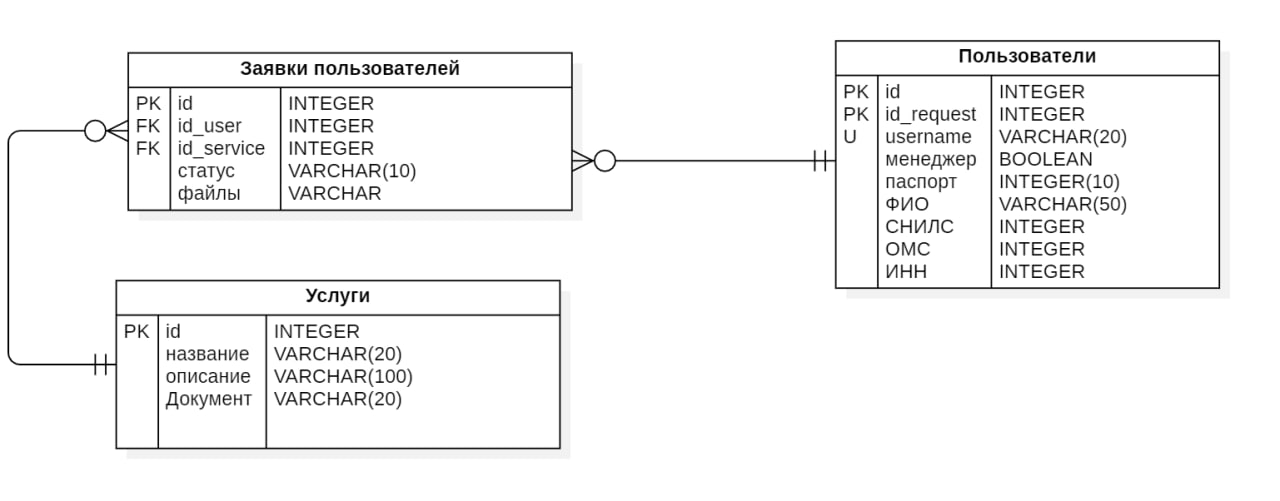 Заявки пользователей
PK id INTEGER
FK id_user INTEGER
FK id_service INTEGER
статус VARCHAR(10)
файлы VARCHAR
Пользователи
PK id INTEGER
PK id_request INTEGER
U username VARCHAR(20)
менеджер BOOLEAN
паспорт INTEGER(10)
ФИО VARCHAR(50)
СНИЛС INTEGER
ОМС INTEGER
ИНН INTEGER
Услуги
PK id INTEGER
название VARCHAR(20)
описание VARCHAR(100)
Документ VARCHAR(20)